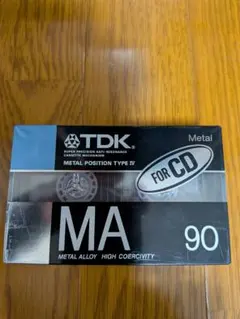 TDK
SUPER PRECISION ANTI-RESONANCE
CASSETTE MECHANISM
METAL POSITION TYPE IV
Metal
FOR CD
MA 90
METAL ALLOY HIGH COERCIVITY